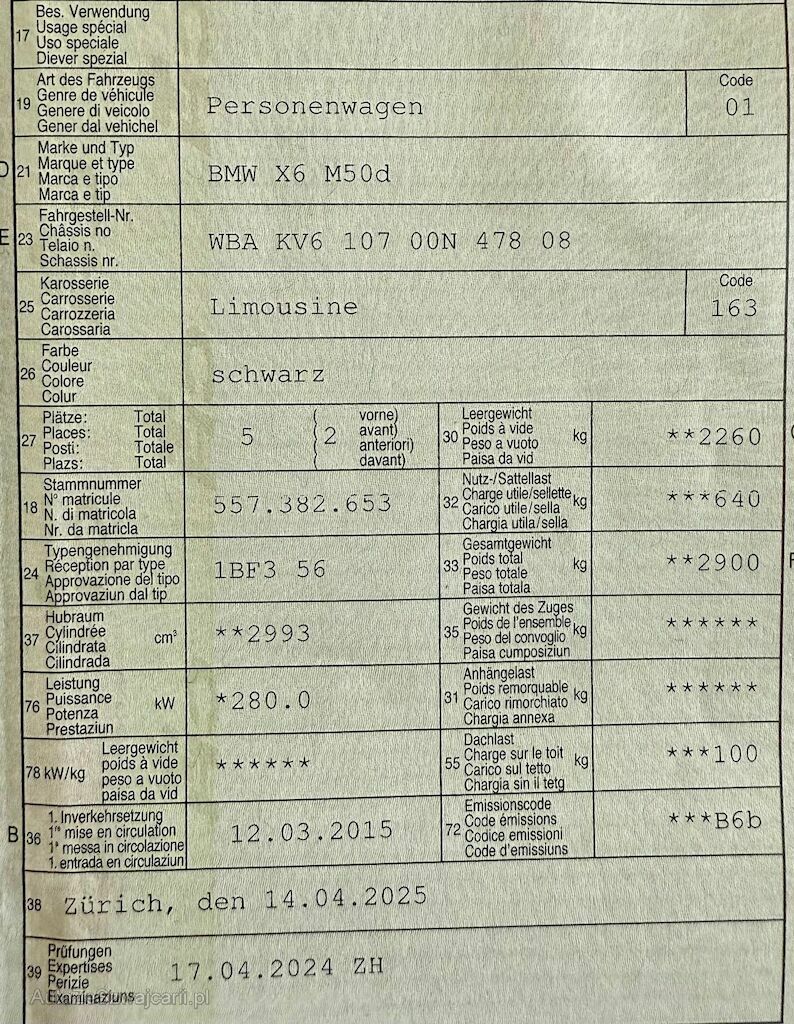 17 Bes. Verwendung
Usage spécial
Uso speciale
Diever spezial
19 Art des Fahrzeugs
Genre de véhicule
Genere di veicolo
Gener dal vehichel
Personenwagen
Code
01
D 21 Marke und Typ
Marque et type
Marca e tipo
Marca e tip
BMW X6 M50d
E 23 Fahrgestell-Nr.
Châssis no
Telaio n.
Schassis nr.
WBA KV6 107 00N 478 08
25 Karosserie
Carrosserie
Carrozzeria
Carossaria
Limousine
Code
163
26 Farbe
Couleur
Colore
Colur
schwarz
27 Plätze: Total
Places: Total
Posti: Totale
Plazs: Total
5 ( 2 vorne)
( avant)
( anteriori)
( davant)
30 Leergewicht
Poids à vide
Peso a vuoto
Paisa da vid
kg
**2260
18 Stammnummer
N° matricule
N. di matricola
Nr. da matricla
557.382.653
32 Nutz-/Sattellast
Charge utile/sellette
Carico utile/sella
Chargia utila/sella
kg
***640
24 Typengenehmigung
Réception par type
Approvazione del tipo
Approvaziun dal tip
1BF3 56
33 Gesamtgewicht
Poids total
Peso totale
Paisa totala
kg
**2900
37 Hubraum
Cylindrée
Cilindrata
Cilindrada
cm³
**2993
35 Gewicht des Zuges
Poids de l'ensemble
Peso del convoglio
Paisa cumposiziun
kg
******
76 Leistung
Puissance
Potenza
Prestaziun
kW
*280.0
31 Anhängelast
Poids remorquable
Carico rimorchiato
Chargia annexa
kg
******
78 kW/kg
Leergewicht
poids à vide
peso a vuoto
paisa da vid
******
55 Dachlast
Charge sur le toit
Carico sul tetto
Chargia sin il tetg
kg
***100
B 36 1. Inverkehrsetzung
1re mise en circulation
1a messa in circolazione
1. entrada en circulaziun
12.03.2015
72 Emissionscode
Code émissions
Codice emissioni
Code d'emissiuns
***B6b
38 Zürich, den 14.04.2025
39 Prüfungen
Expertises
Perizie
Examinaziuns
17.04.2024 ZH